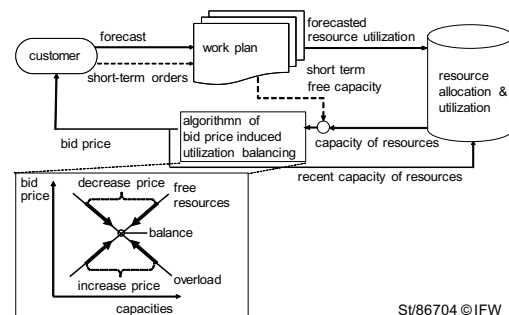 forecast
customer
short-term orders
work plan
forecasted
resource utilization
short term
free capacity
resource
allocation &
utilization
algorithmn of
bid price induced
utilization balancing
bid price
capacity of resources
recent capacity of resources
bid
price
decrease price
free
resources
balance
increase price
overload
capacities
St/86704 ©IFW